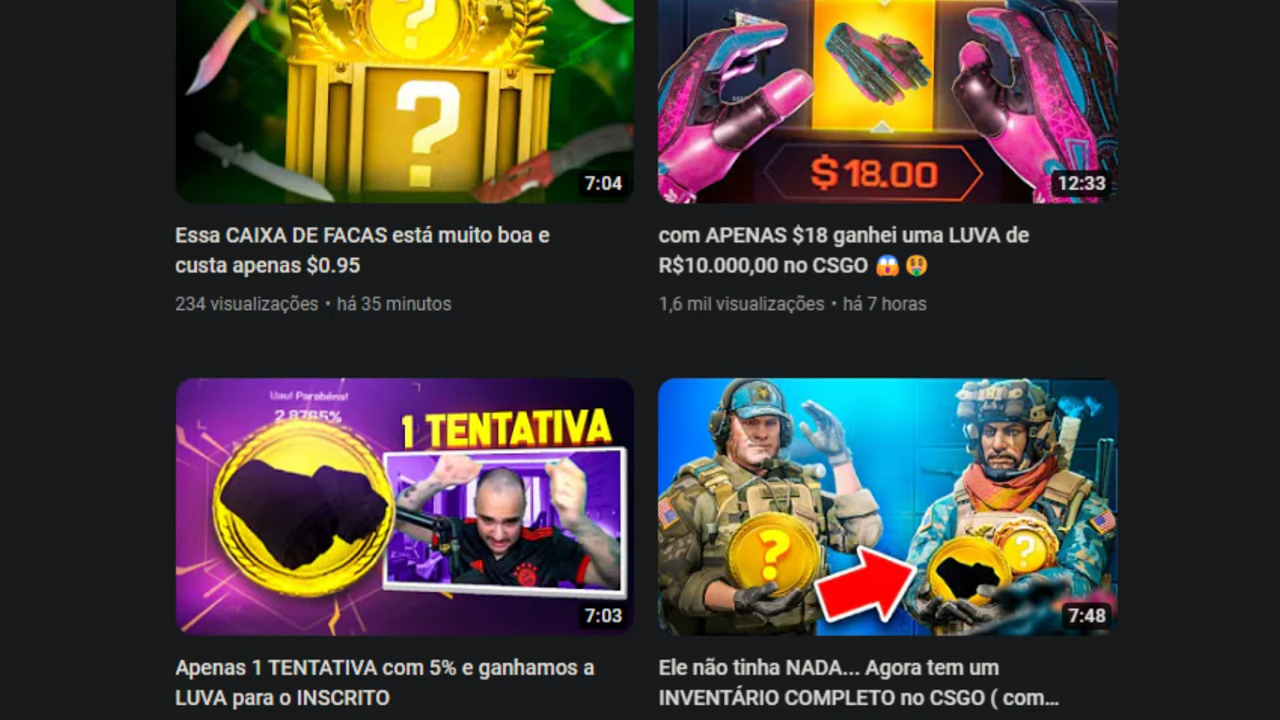 ?
?
$18.00
7:04
12:33
Essa CAIXA DE FACAS está muito boa e
custa apenas $0.95
234 visualizações • há 35 minutos
com APENAS $18 ganhei uma LUVA de
R$10.000,00 no CSGO 😱 🤑
1,6 mil visualizações • há 7 horas
Uau! Parabéns!
2.8765%
1 TENTATIVA
7:03
?
?
7:48
Apenas 1 TENTATIVA com 5% e ganhamos a
LUVA para o INSCRITO
Ele não tinha NADA... Agora tem um
INVENTÁRIO COMPLETO no CSGO ( com...